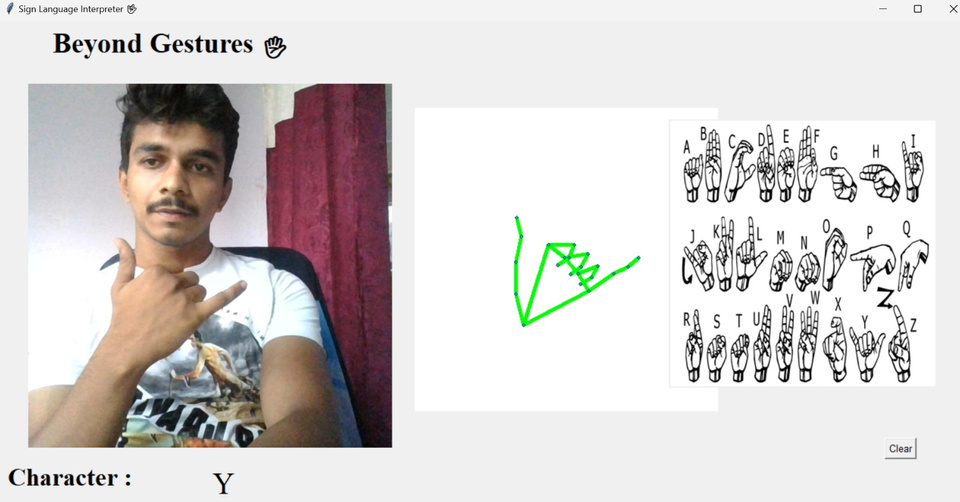 Sign Language Interpreter
Beyond Gestures
A B C D E F G H I
J K L M N O P Q
R S T U V W X Y Z
Z
Clear
Character : Y